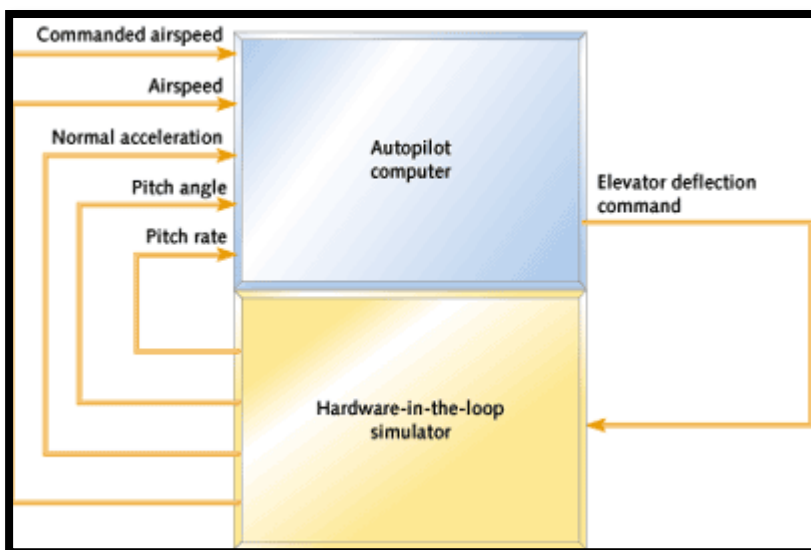 Commanded airspeed
Airspeed
Normal acceleration
Pitch angle
Pitch rate
Autopilot
computer
Elevator deflection
command
Hardware-in-the-loop
simulator